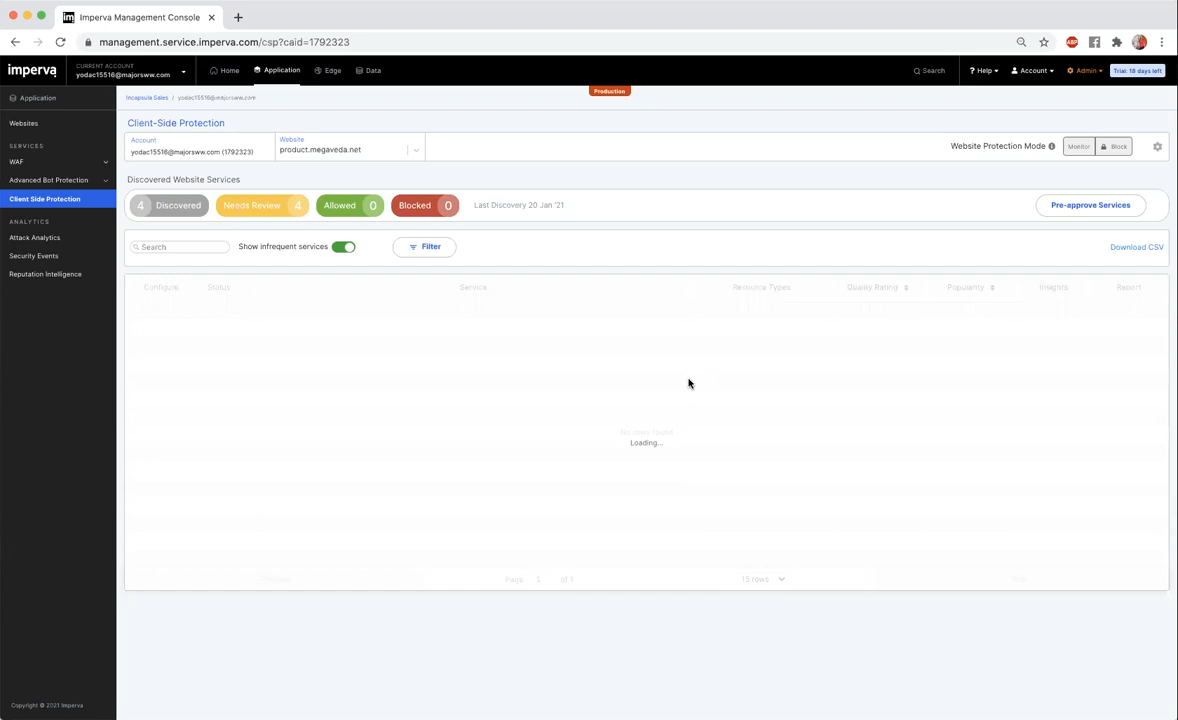 Imperva Management Console
management.service.imperva.com/csp?caid=1792323
ABP
imperva
CURRENT ACCOUNT
yodac15516@majorsww.com
Home
Application
Edge
Data
Search
Help
Account
Admin
Trial: 18 days left
Application
Websites
SERVICES
WAF
Advanced Bot Protection
Client Side Protection
ANALYTICS
Attack Analytics
Security Events
Reputation Intelligence
Copyright © 2021 Imperva
Production
Incapsula Sales / yodac15516@majorsww.com
Client-Side Protection
Account
yodac15516@majorsww.com (1792323)
Website
product.megaveda.net
Website Protection Mode
Monitor
Block
Discovered Website Services
4 Discovered
Needs Review 4
Allowed 0
Blocked 0
Last Discovery 20 Jan '21
Pre-approve Services
Search
Show infrequent services
Filter
Download CSV
Configure Status Service Resource Types Quality Rating Popularity Insights Report
No rows found
Loading...
Previous Page 1 of 1 15 rows Next